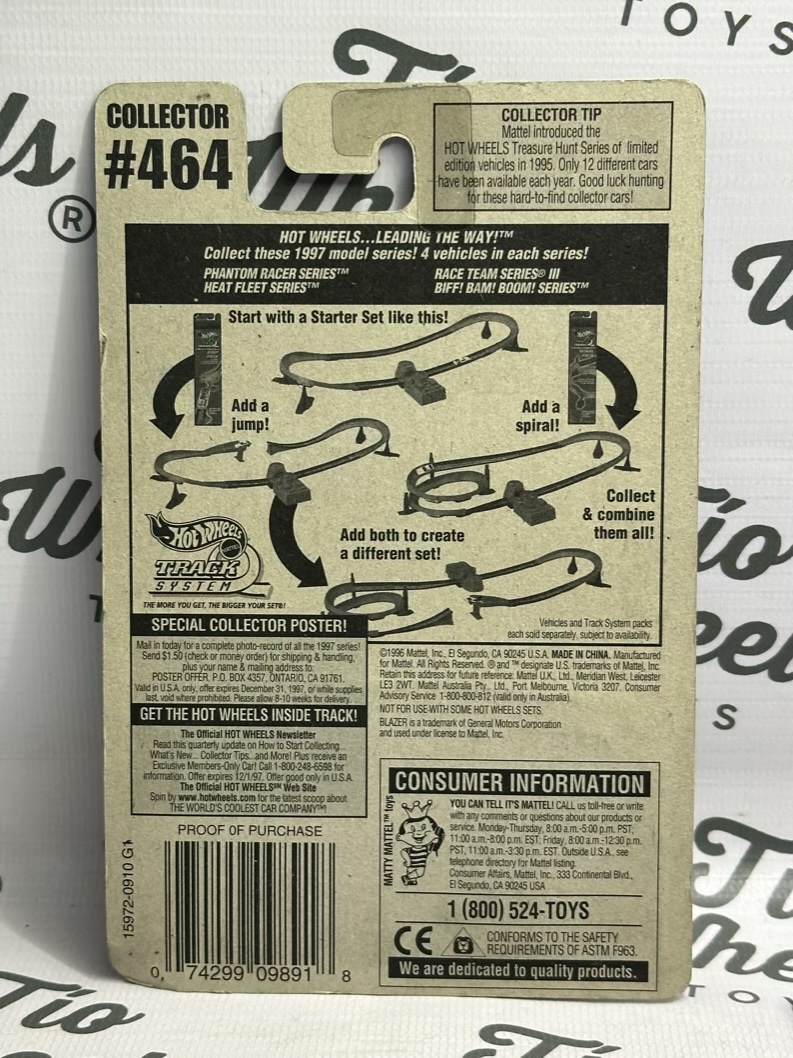 TOYS
COLLECTOR
#464
COLLECTOR TIP
Mattel introduced the
HOT WHEELS Treasure Hunt Series of limited
edition vehicles in 1995. Only 12 different cars
have been available each year. Good luck hunting
for these hard-to-find collector cars!
HOT WHEELS...LEADING THE WAY!™
Collect these 1997 model series! 4 vehicles in each series!
PHANTOM RACER SERIES™
HEAT FLEET SERIES™
RACE TEAM SERIES® III
BIFF! BAM! BOOM! SERIES™
Start with a Starter Set like this!
Add a
jump!
Add a
spiral!
Collect
& combine
them all!
Add both to create
a different set!
HOT WHEELS
MATTEL
TRACK
SYSTEM
THE MORE YOU GET, THE BIGGER YOUR SET®!
Vehicles and Track System packs
each sold separately, subject to availability.
SPECIAL COLLECTOR POSTER!
Mail in today for a complete photo-record of all the 1997 series!
Send $1.50 (check or money order) for shipping & handling,
plus your name & mailing address to:
POSTER OFFER, P.O. BOX 4357, ONTARIO, CA 91761.
Valid in U.S.A. only, offer expires December 31, 1997, or while supplies
last, void where prohibited. Please allow 8-10 weeks for delivery.
GET THE HOT WHEELS INSIDE TRACK!
The Official HOT WHEELS Newsletter
Read this quarterly update on How to Start Collecting...
What's New... Collector Tips...and More! Plus receive an
Exclusive Members-Only Car! Call 1-800-248-6598 for
information. Offer expires 12/1/97. Offer good only in U.S.A.
The Official HOT WHEELS℠ Web Site
Spin by www.hotwheels.com for the latest scoop about
THE WORLD'S COOLEST CAR COMPANY™!
©1996 Mattel, Inc., El Segundo, CA 90245 U.S.A. MADE IN CHINA. Manufactured
for Mattel. All Rights Reserved. ® and ™ designate U.S. trademarks of Mattel, Inc.
Retain this address for future reference: Mattel U.K., Ltd., Meridian West, Leicester
LE3 2WT. Mattel Australia Pty., Ltd., Port Melbourne, Victoria 3207. Consumer
Advisory Service 1-800-800-812 (valid only in Australia).
NOT FOR USE WITH SOME HOT WHEELS SETS.
BLAZER is a trademark of General Motors Corporation
and used under license to Mattel, Inc.
PROOF OF PURCHASE
15972-0910 G1
0 74299 09891 8
CONSUMER INFORMATION
MATTY MATTEL™ toys
YOU CAN TELL IT'S MATTEL! CALL us toll-free or write
with any comments or questions about our products or
service. Monday-Thursday, 8:00 a.m.-5:00 p.m. PST,
11:00 a.m.-8:00 p.m. EST; Friday, 8:00 a.m.-12:30 p.m.
PST, 11:00 a.m.-3:30 p.m. EST. Outside U.S.A., see
telephone directory for Mattel listing.
Consumer Affairs, Mattel, Inc., 333 Continental Blvd.,
El Segundo, CA 90245 USA
1 (800) 524-TOYS
CE
CONFORMS TO THE SAFETY
REQUIREMENTS OF ASTM F963.
We are dedicated to quality products.